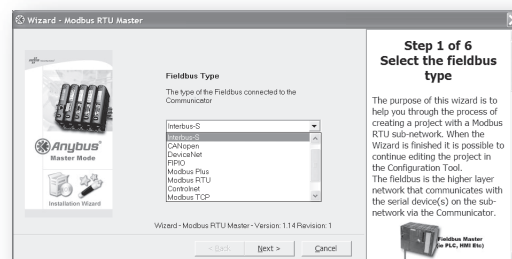 Wizard - Modbus RTU Master
Anybus®
Master Mode
Installation Wizard
Fieldbus Type
The type of the Fieldbus connected to the
Communicator
Interbus-S
Interbus-S
CANopen
DeviceNet
FIPIO
Modbus Plus
Modbus RTU
Controlnet
Modbus TCP
Wizard - Modbus RTU Master - Version: 1.14 Revision: 1
< Back
Next >
Cancel
Step 1 of 6
Select the fieldbus
type
The purpose of this wizard is to
help you through the process of
creating a project with a Modbus
RTU sub-network. When the
Wizard is finished it is possible to
continue editing the project in
the Configuration Tool.
The fieldbus is the higher layer
network that communicates with
the serial device(s) on the sub-
network via the Communicator.
Fieldbus Master
(ie PLC, HMI Etc)